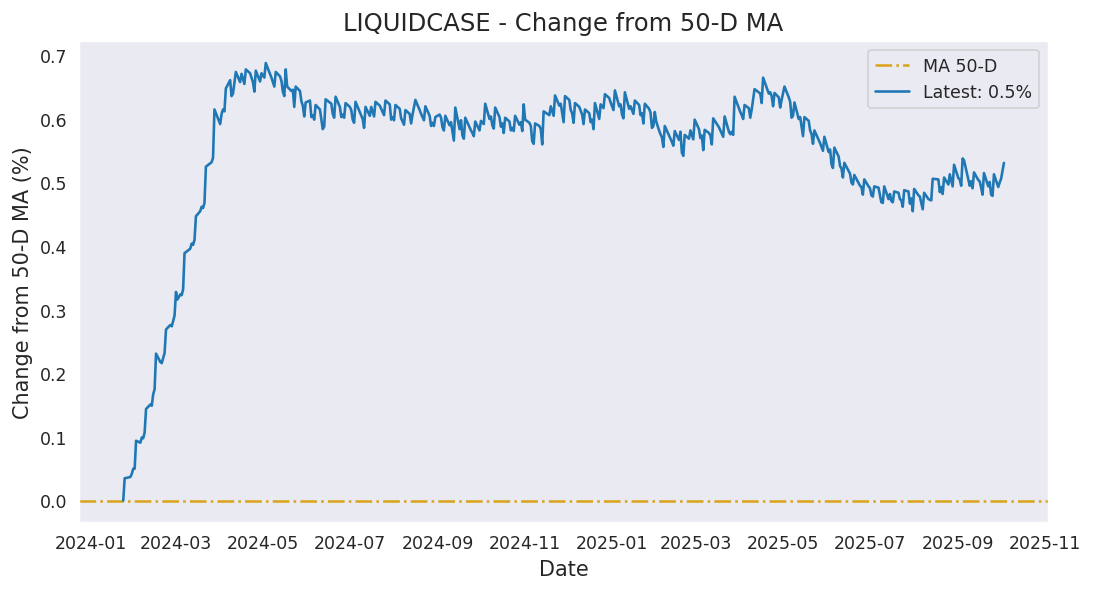 LIQUIDCASE - Change from 50-D MA
MA 50-D
Latest: 0.5%
Change from 50-D MA (%)
0.7
0.6
0.5
0.4
0.3
0.2
0.1
0.0
2024-01 2024-03 2024-05 2024-07 2024-09 2024-11 2025-01 2025-03 2025-05 2025-07 2025-09 2025-11
Date